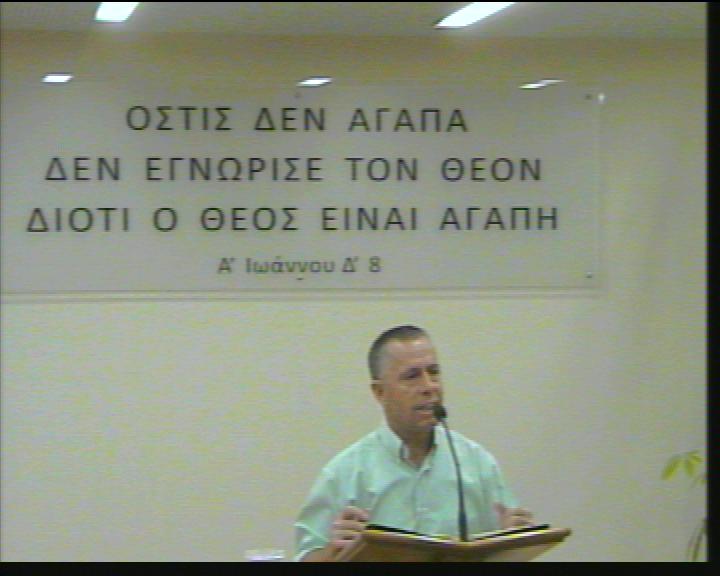 ΟΣΤΙΣ ΔΕΝ ΑΓΑΠΑ
ΔΕΝ ΕΓΝΩΡΙΣΕ ΤΟΝ ΘΕΟΝ
ΔΙΟΤΙ Ο ΘΕΟΣ ΕΙΝΑΙ ΑΓΑΠΗ
Α' Ιωάννου Δ' 8